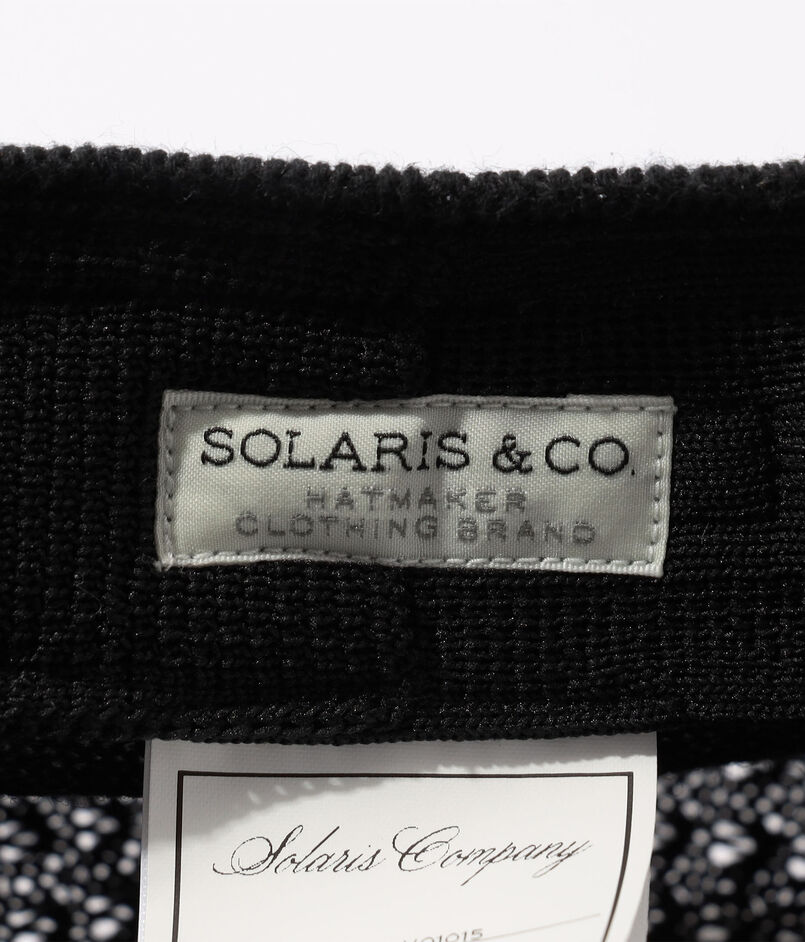 SOLARIS & CO.
HATMAKER
CLOTHING BRAND
Solaris Company